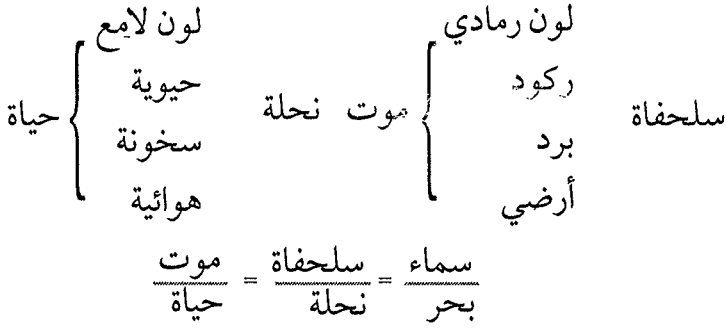 لون رمادي لون لامع
ركود حيوية
سلحفاة موت نحلة حياة
برد سخونة
أرضي هوائية
سماء = سلحفاة = موت
بحر نحلة حياة